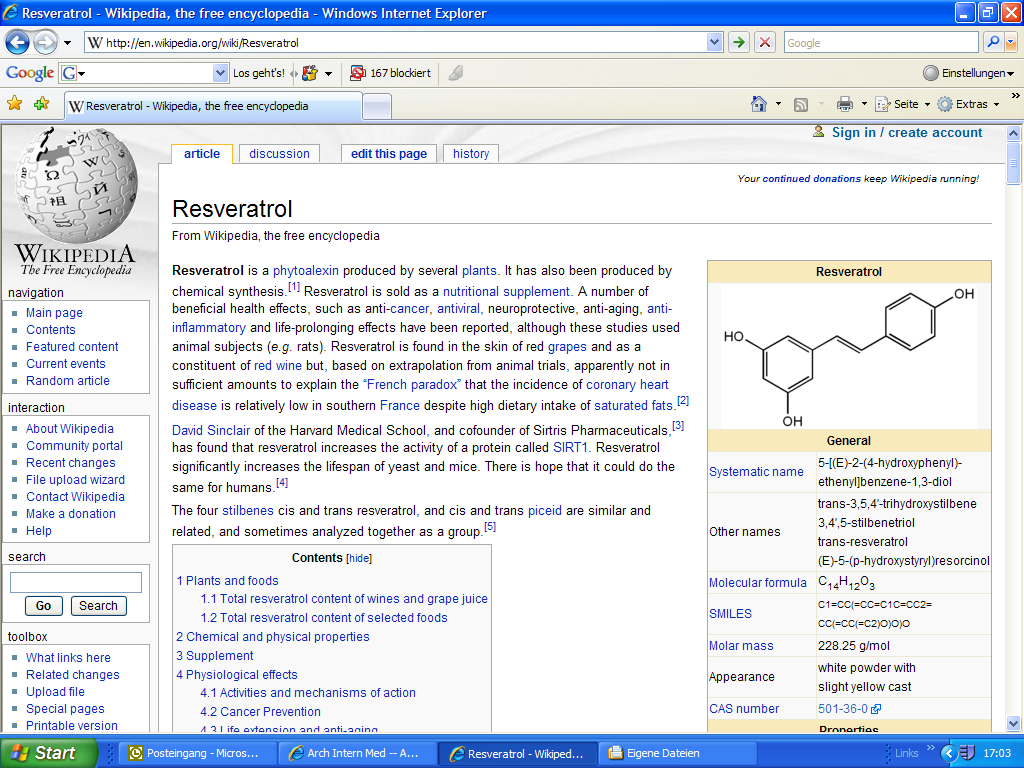 Resveratrol - Wikipedia, the free encyclopedia - Windows Internet Explorer
http://en.wikipedia.org/wiki/Resveratrol
Google
Google
G
Los geht's!
167 blockiert
Einstellungen
Resveratrol - Wikipedia, the free encyclopedia
Seite
Extras
WIKIPEDIA
The Free Encyclopedia
navigation
Main page
Contents
Featured content
Current events
Random article
interaction
About Wikipedia
Community portal
Recent changes
File upload wizard
Contact Wikipedia
Make a donation
Help
search
Go
Search
toolbox
What links here
Related changes
Upload file
Special pages
Printable version
Sign in / create account
article
discussion
edit this page
history
Your continued donations keep Wikipedia running!
Resveratrol
From Wikipedia, the free encyclopedia
Resveratrol is a phytoalexin produced by several plants. It has also been produced by
chemical synthesis.[1] Resveratrol is sold as a nutritional supplement. A number of
beneficial health effects, such as anti-cancer, antiviral, neuroprotective, anti-aging, anti-
inflammatory and life-prolonging effects have been reported, although these studies used
animal subjects (e.g. rats). Resveratrol is found in the skin of red grapes and as a
constituent of red wine but, based on extrapolation from animal trials, apparently not in
sufficient amounts to explain the “French paradox” that the incidence of coronary heart
disease is relatively low in southern France despite high dietary intake of saturated fats.[2]
David Sinclair of the Harvard Medical School, and cofounder of Sirtris Pharmaceuticals,[3]
has found that resveratrol increases the activity of a protein called SIRT1. Resveratrol
significantly increases the lifespan of yeast and mice. There is hope that it could do the
same for humans.[4]
The four stilbenes cis and trans resveratrol, and cis and trans piceid are similar and
related, and sometimes analyzed together as a group.[5]
Contents [hide]
1 Plants and foods
1.1 Total resveratrol content of wines and grape juice
1.2 Total resveratrol content of selected foods
2 Chemical and physical properties
3 Supplement
4 Physiological effects
4.1 Activities and mechanisms of action
4.2 Cancer Prevention
4.3 Life extension and anti-aging
Resveratrol
OH
HO
OH
General
Systematic name
5-[(E)-2-(4-hydroxyphenyl)-
ethenyl]benzene-1,3-diol
Other names
trans-3,5,4'-trihydroxystilbene
3,4',5-stilbenetriol
trans-resveratrol
(E)-5-(p-hydroxystyryl)resorcinol
Molecular formula
C14H12O3
SMILES
C1=CC(=CC=C1C=CC2=
CC(=CC(=C2)O)O)O
Molar mass
228.25 g/mol
Appearance
white powder with
slight yellow cast
CAS number
501-36-0
Properties
Start
Posteingang - Micros...
Arch Intern Med -- A...
Resveratrol - Wikiped...
Eigene Dateien
Links
17:03